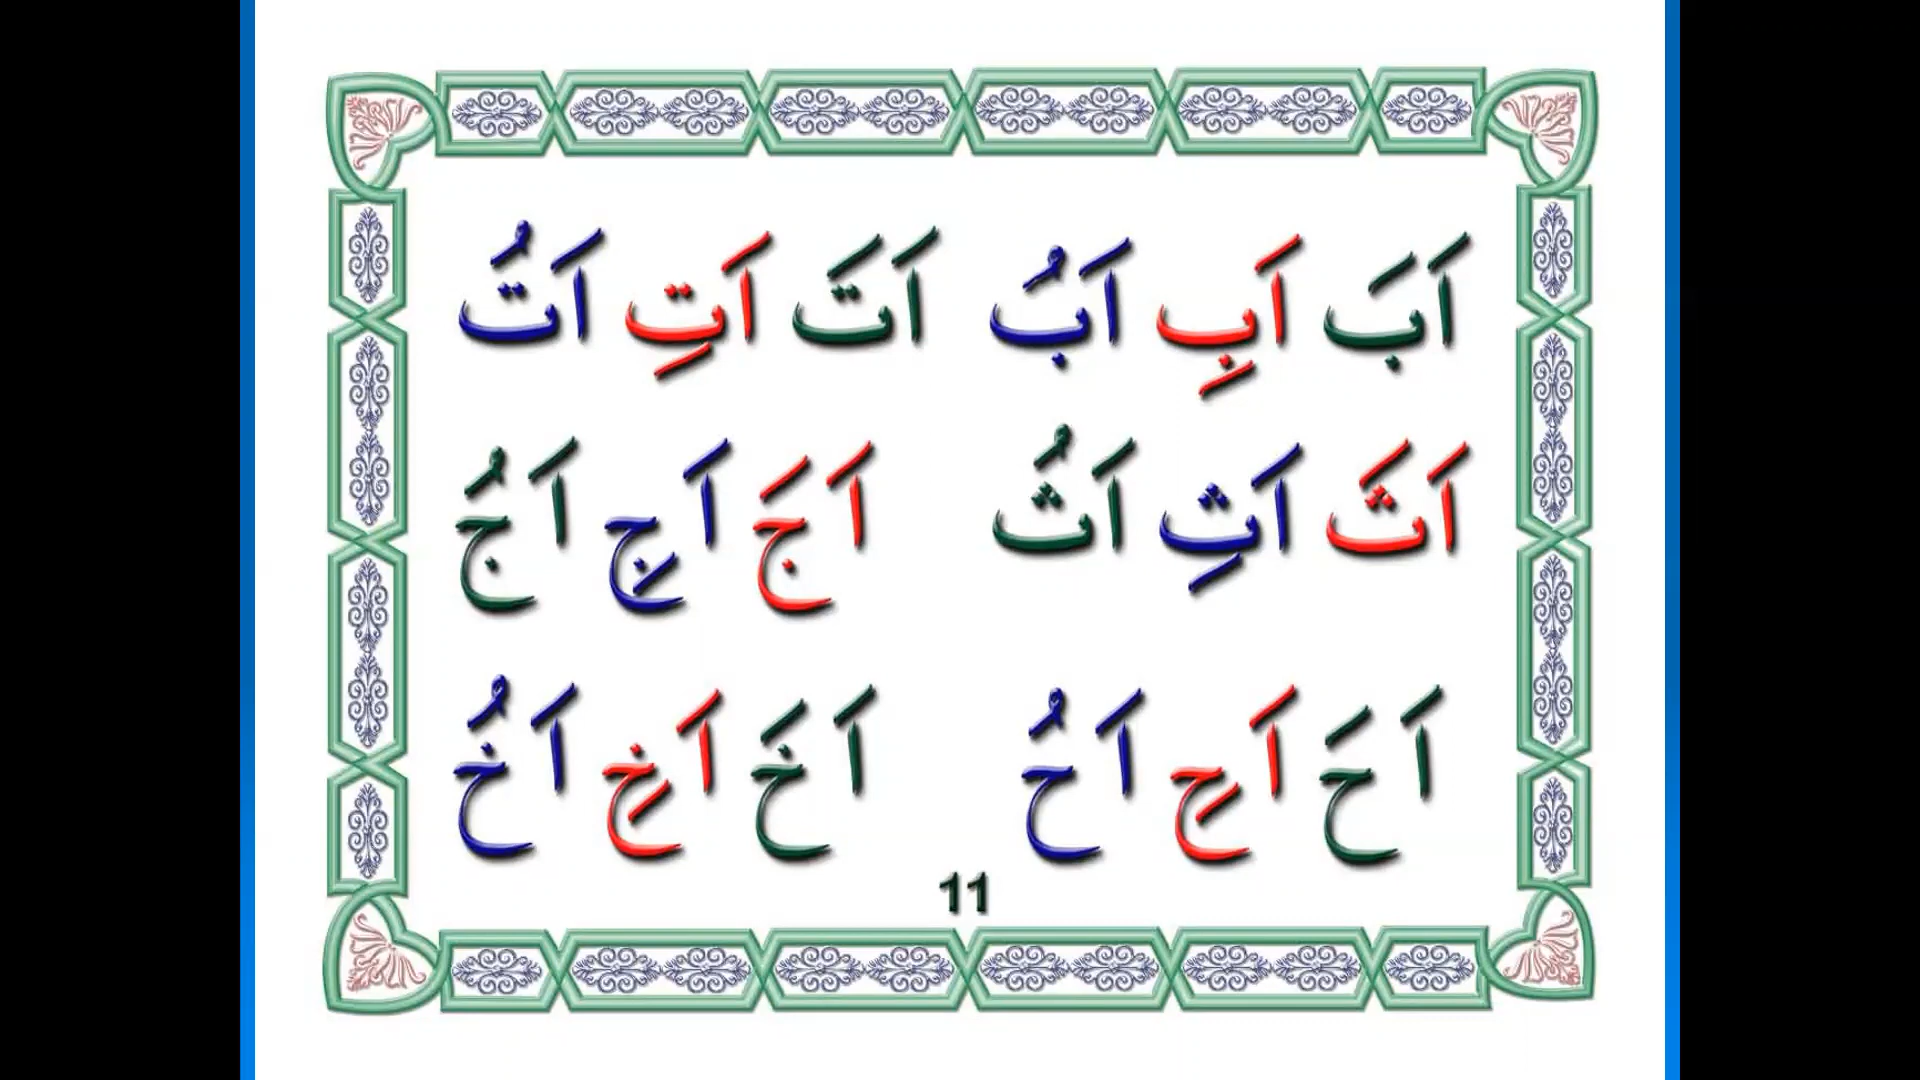 اَبَ اَبِ اَبُ اَتَ اَتِ اَتُ
اَثَ اَثِ اَثُ اَجَ اَجِ اَجُ
اَحَ اَحِ اَحُ اَخَ اَخِ اَخُ
11